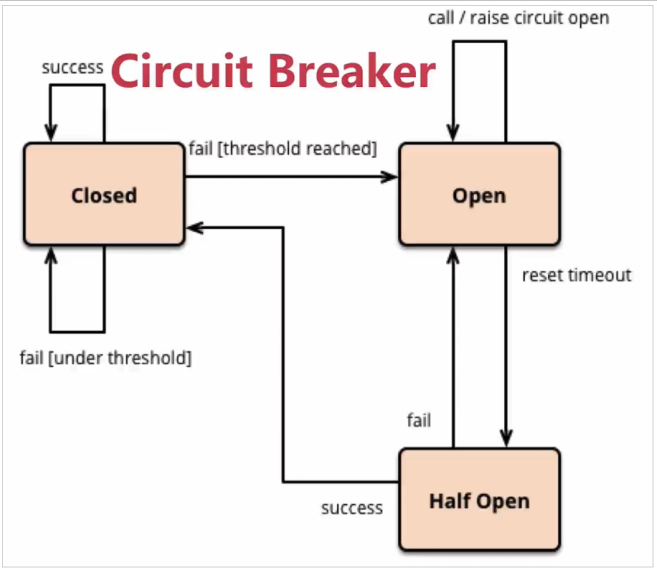 call / raise circuit open
success
Circuit Breaker
fail [threshold reached]
Closed
Open
reset timeout
fail [under threshold]
fail
Half Open
success